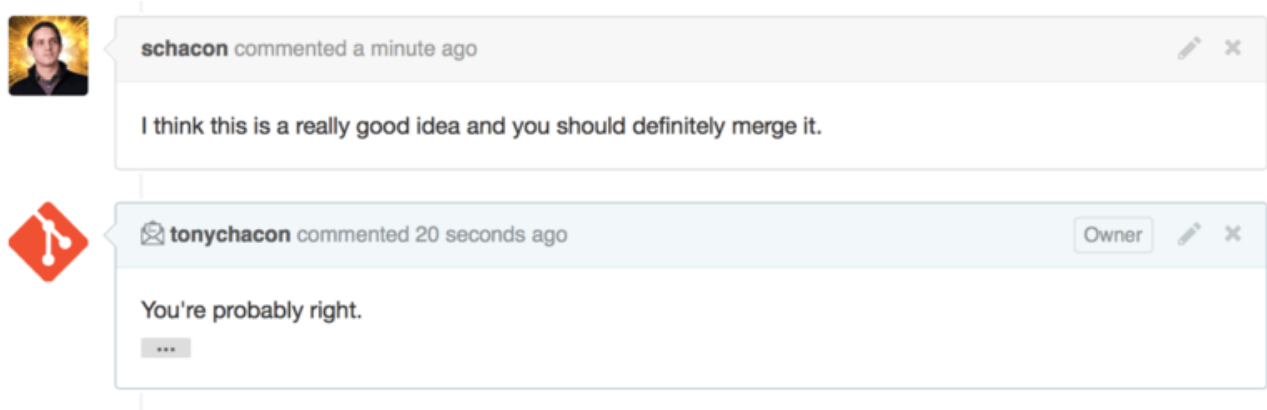 schacon commented a minute ago
I think this is a really good idea and you should definitely merge it.
tonychacon commented 20 seconds ago Owner
You're probably right.
...